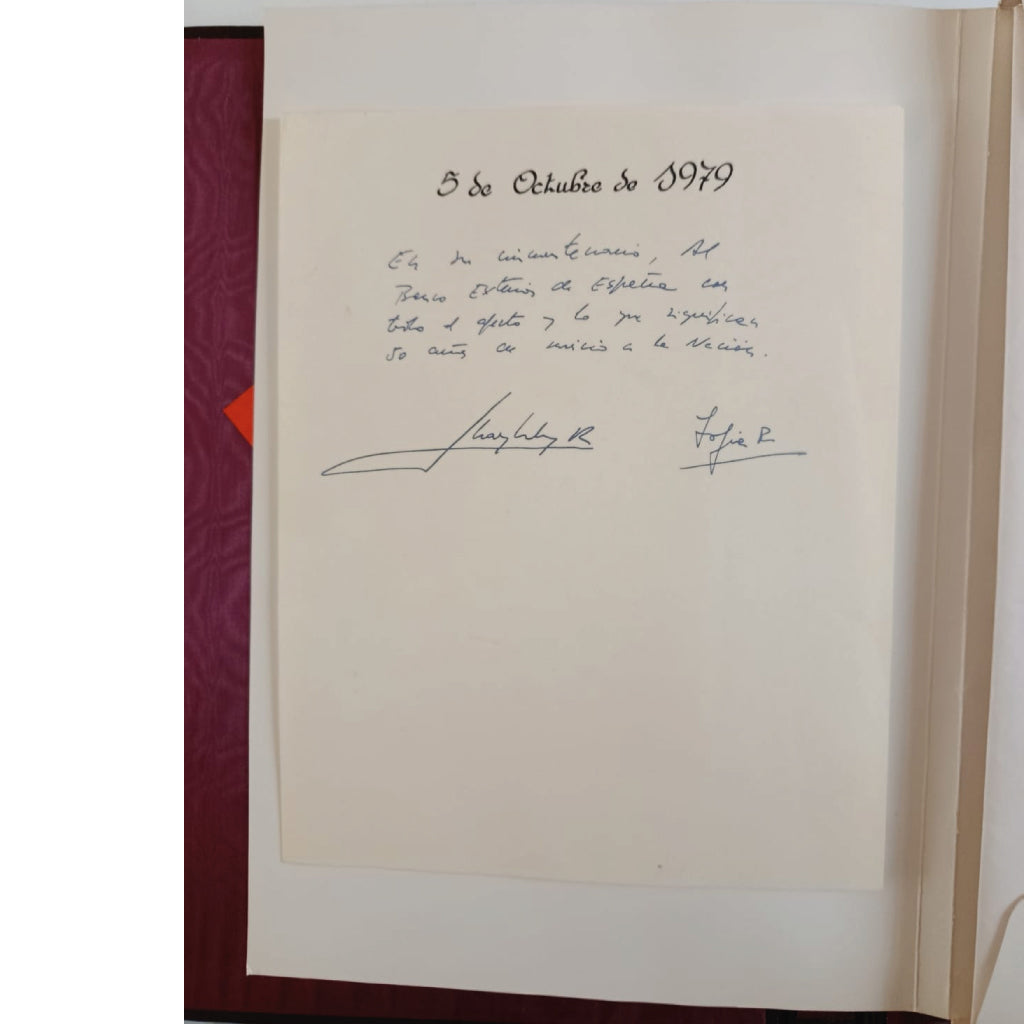 5 de Octubre de 1979
En su cincuentenario, Al
Banco Exterior de España con
todo el afecto y lo que significan
50 años de servicio a la Nación.
Juan Carlos R
Sofía R